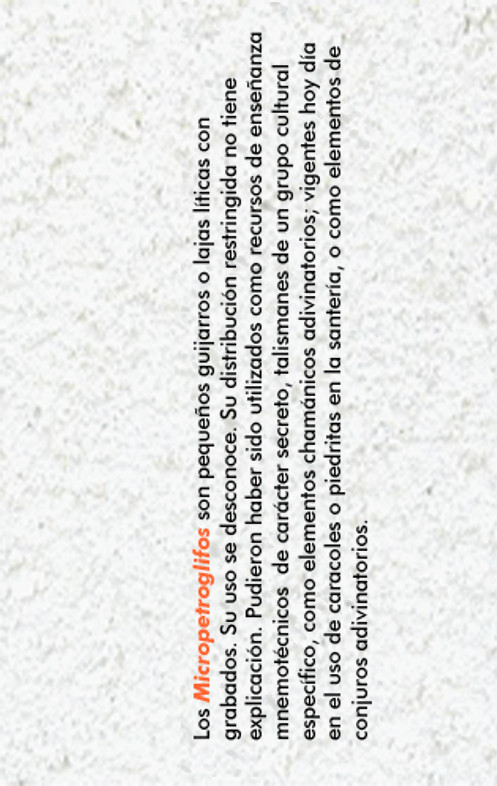 Los Micropetroglifos son pequeños guijarros o lajas líticas con
grabados. Su uso se desconoce. Su distribución restringida no tiene
explicación. Pudieron haber sido utilizados como recursos de enseñanza
mnemotécnicos de carácter secreto, talismanes de un grupo cultural
específico, como elementos chamánicos adivinatorios; vigentes hoy día
en el uso de caracoles o piedritas en la santería, o como elementos de
conjuros adivinatorios.